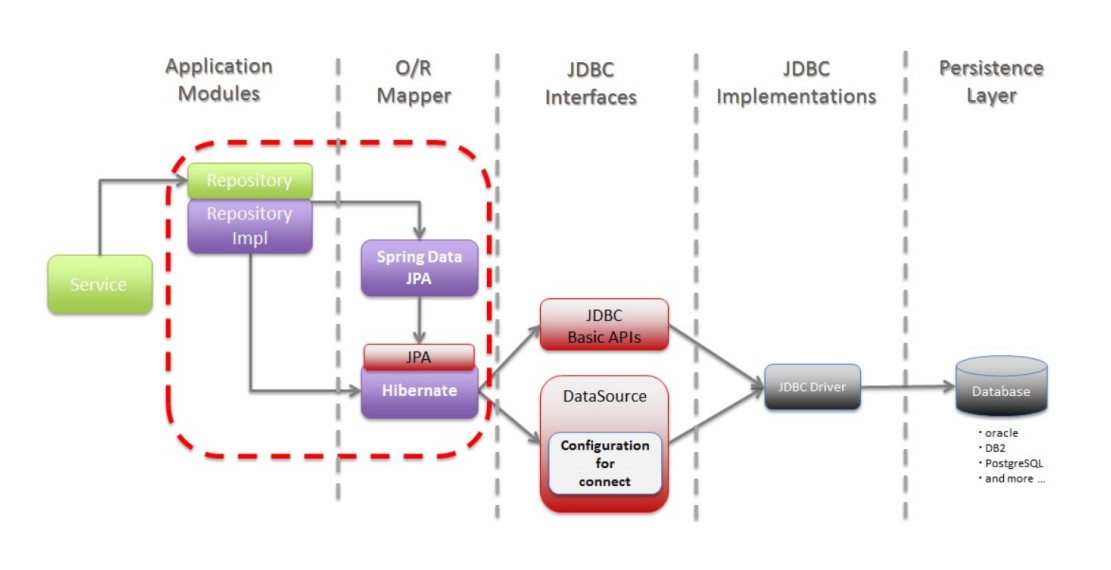 Application
Modules
O/R
Mapper
JDBC
Interfaces
JDBC
Implementations
Persistence
Layer
Repository
Repository
Impl
Service
Spring Data
JPA
JPA
Hibernate
JDBC
Basic APIs
DataSource
Configuration
for
connect
JDBC Driver
Database
・oracle
・DB2
・PostgreSQL
・and more ...